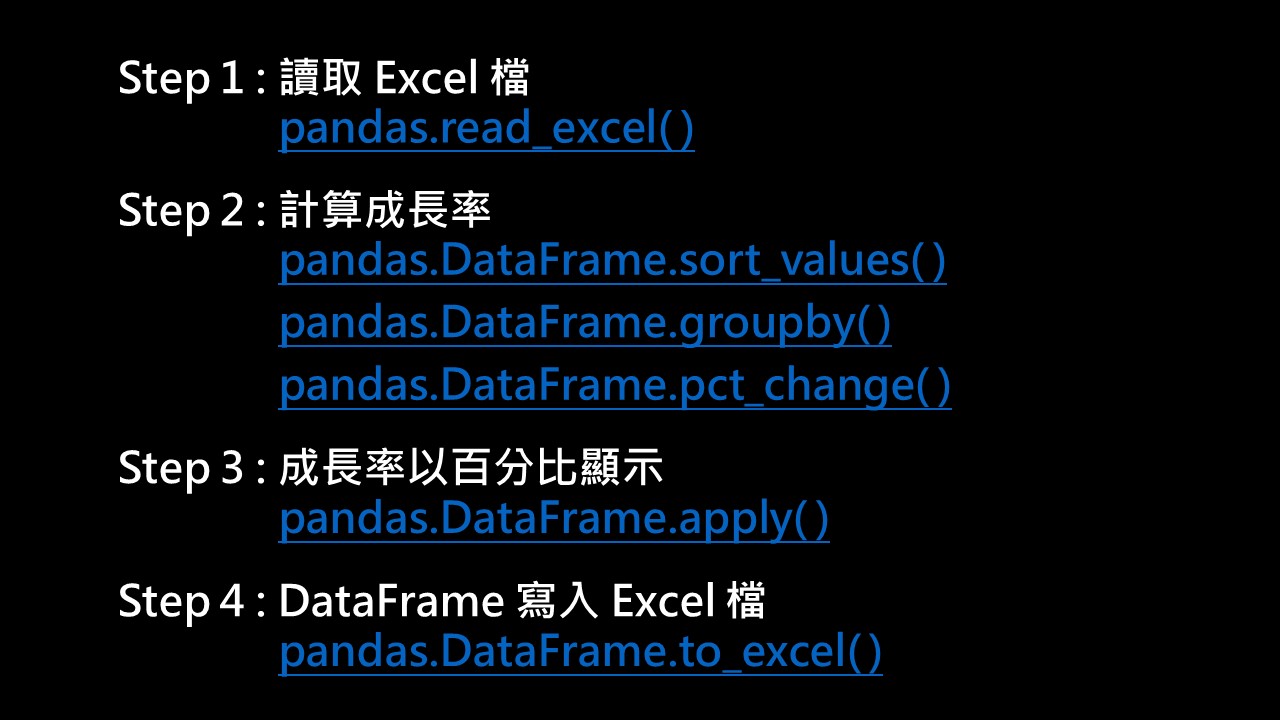 Step 1 : 讀取 Excel 檔
pandas.read_excel( )
Step 2 : 計算成長率
pandas.DataFrame.sort_values( )
pandas.DataFrame.groupby( )
pandas.DataFrame.pct_change( )
Step 3 : 成長率以百分比顯示
pandas.DataFrame.apply( )
Step 4 : DataFrame 寫入 Excel 檔
pandas.DataFrame.to_excel( )